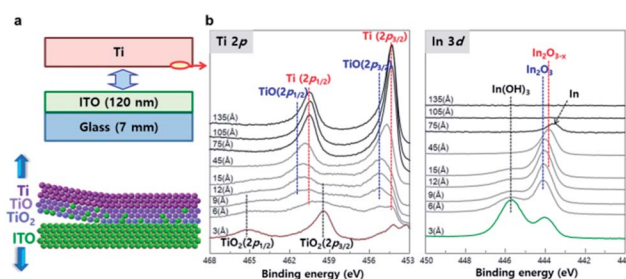 a
Ti
ITO (120 nm)
Glass (7 mm)
Ti
TiO
TiO₂
ITO
b
Ti 2p
Ti (2p3/2)
TiO(2p3/2)
Ti (2p1/2)
TiO(2p1/2)
135(Å)
105(Å)
75(Å)
45(Å)
15(Å)
12(Å)
9(Å)
6(Å)
3(Å)
TiO₂(2p1/2)
TiO₂(2p3/2)
468 465 462 459 456 453
Binding energy (eV)
In 3d
In₂O₃₋ₓ
In₂O₃
In(OH)₃
In
135(Å)
105(Å)
75(Å)
45(Å)
15(Å)
12(Å)
9(Å)
6(Å)
3(Å)
450 448 446 444 442
Binding energy (eV)